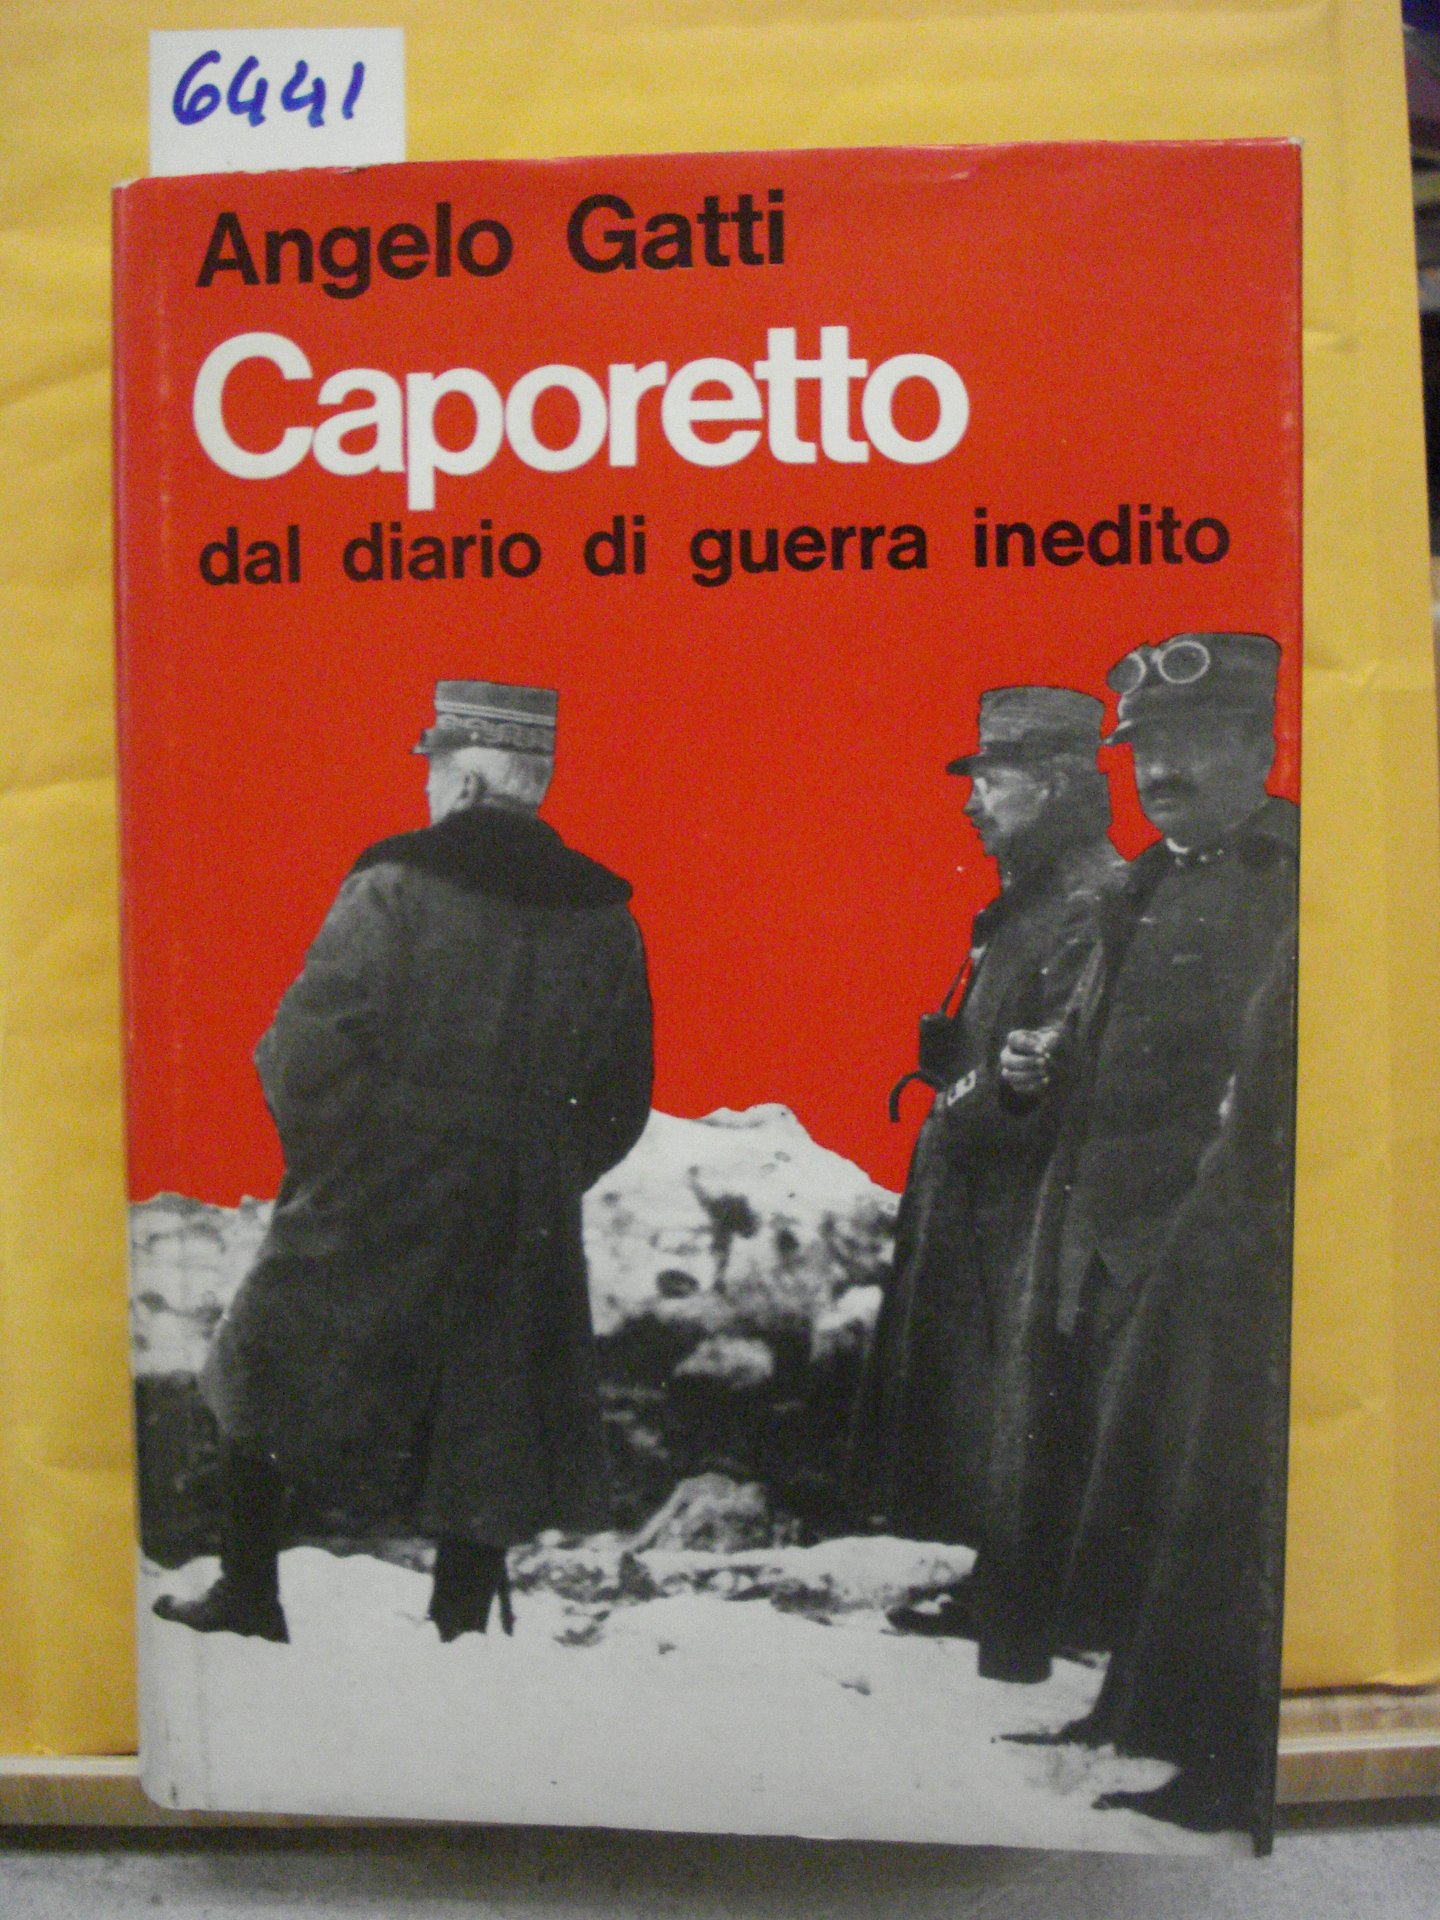 6441
Angelo Gatti
Caporetto
dal diario di guerra inedito